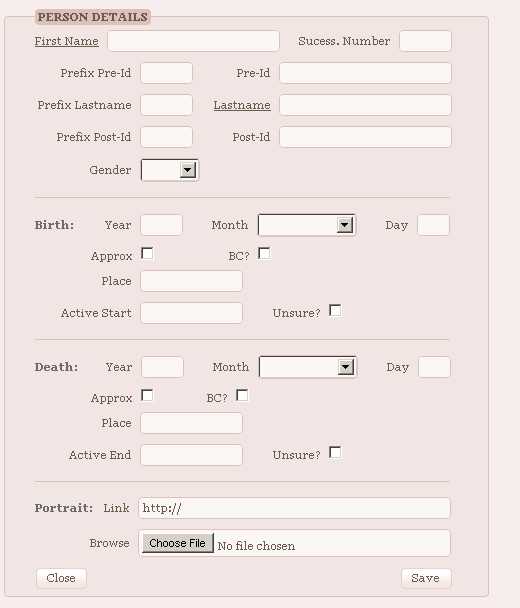 PERSON DETAILS
First Name Sucess. Number
Prefix Pre-Id Pre-Id
Prefix Lastname Lastname
Prefix Post-Id Post-Id
Gender
Birth: Year Month Day
Approx BC?
Place
Active Start Unsure?
Death: Year Month Day
Approx BC?
Place
Active End Unsure?
Portrait: Link http://
Browse Choose File No file chosen
Close Save